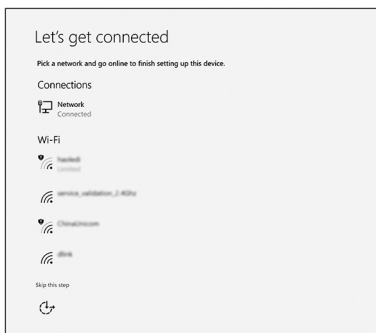 Let's get connected
Pick a network and go online to finish setting up this device.
Connections
Network
Connected
Wi-Fi
Limited
service_validation_2.4Ghz
ChinaUnicom
dlink
Skip this step